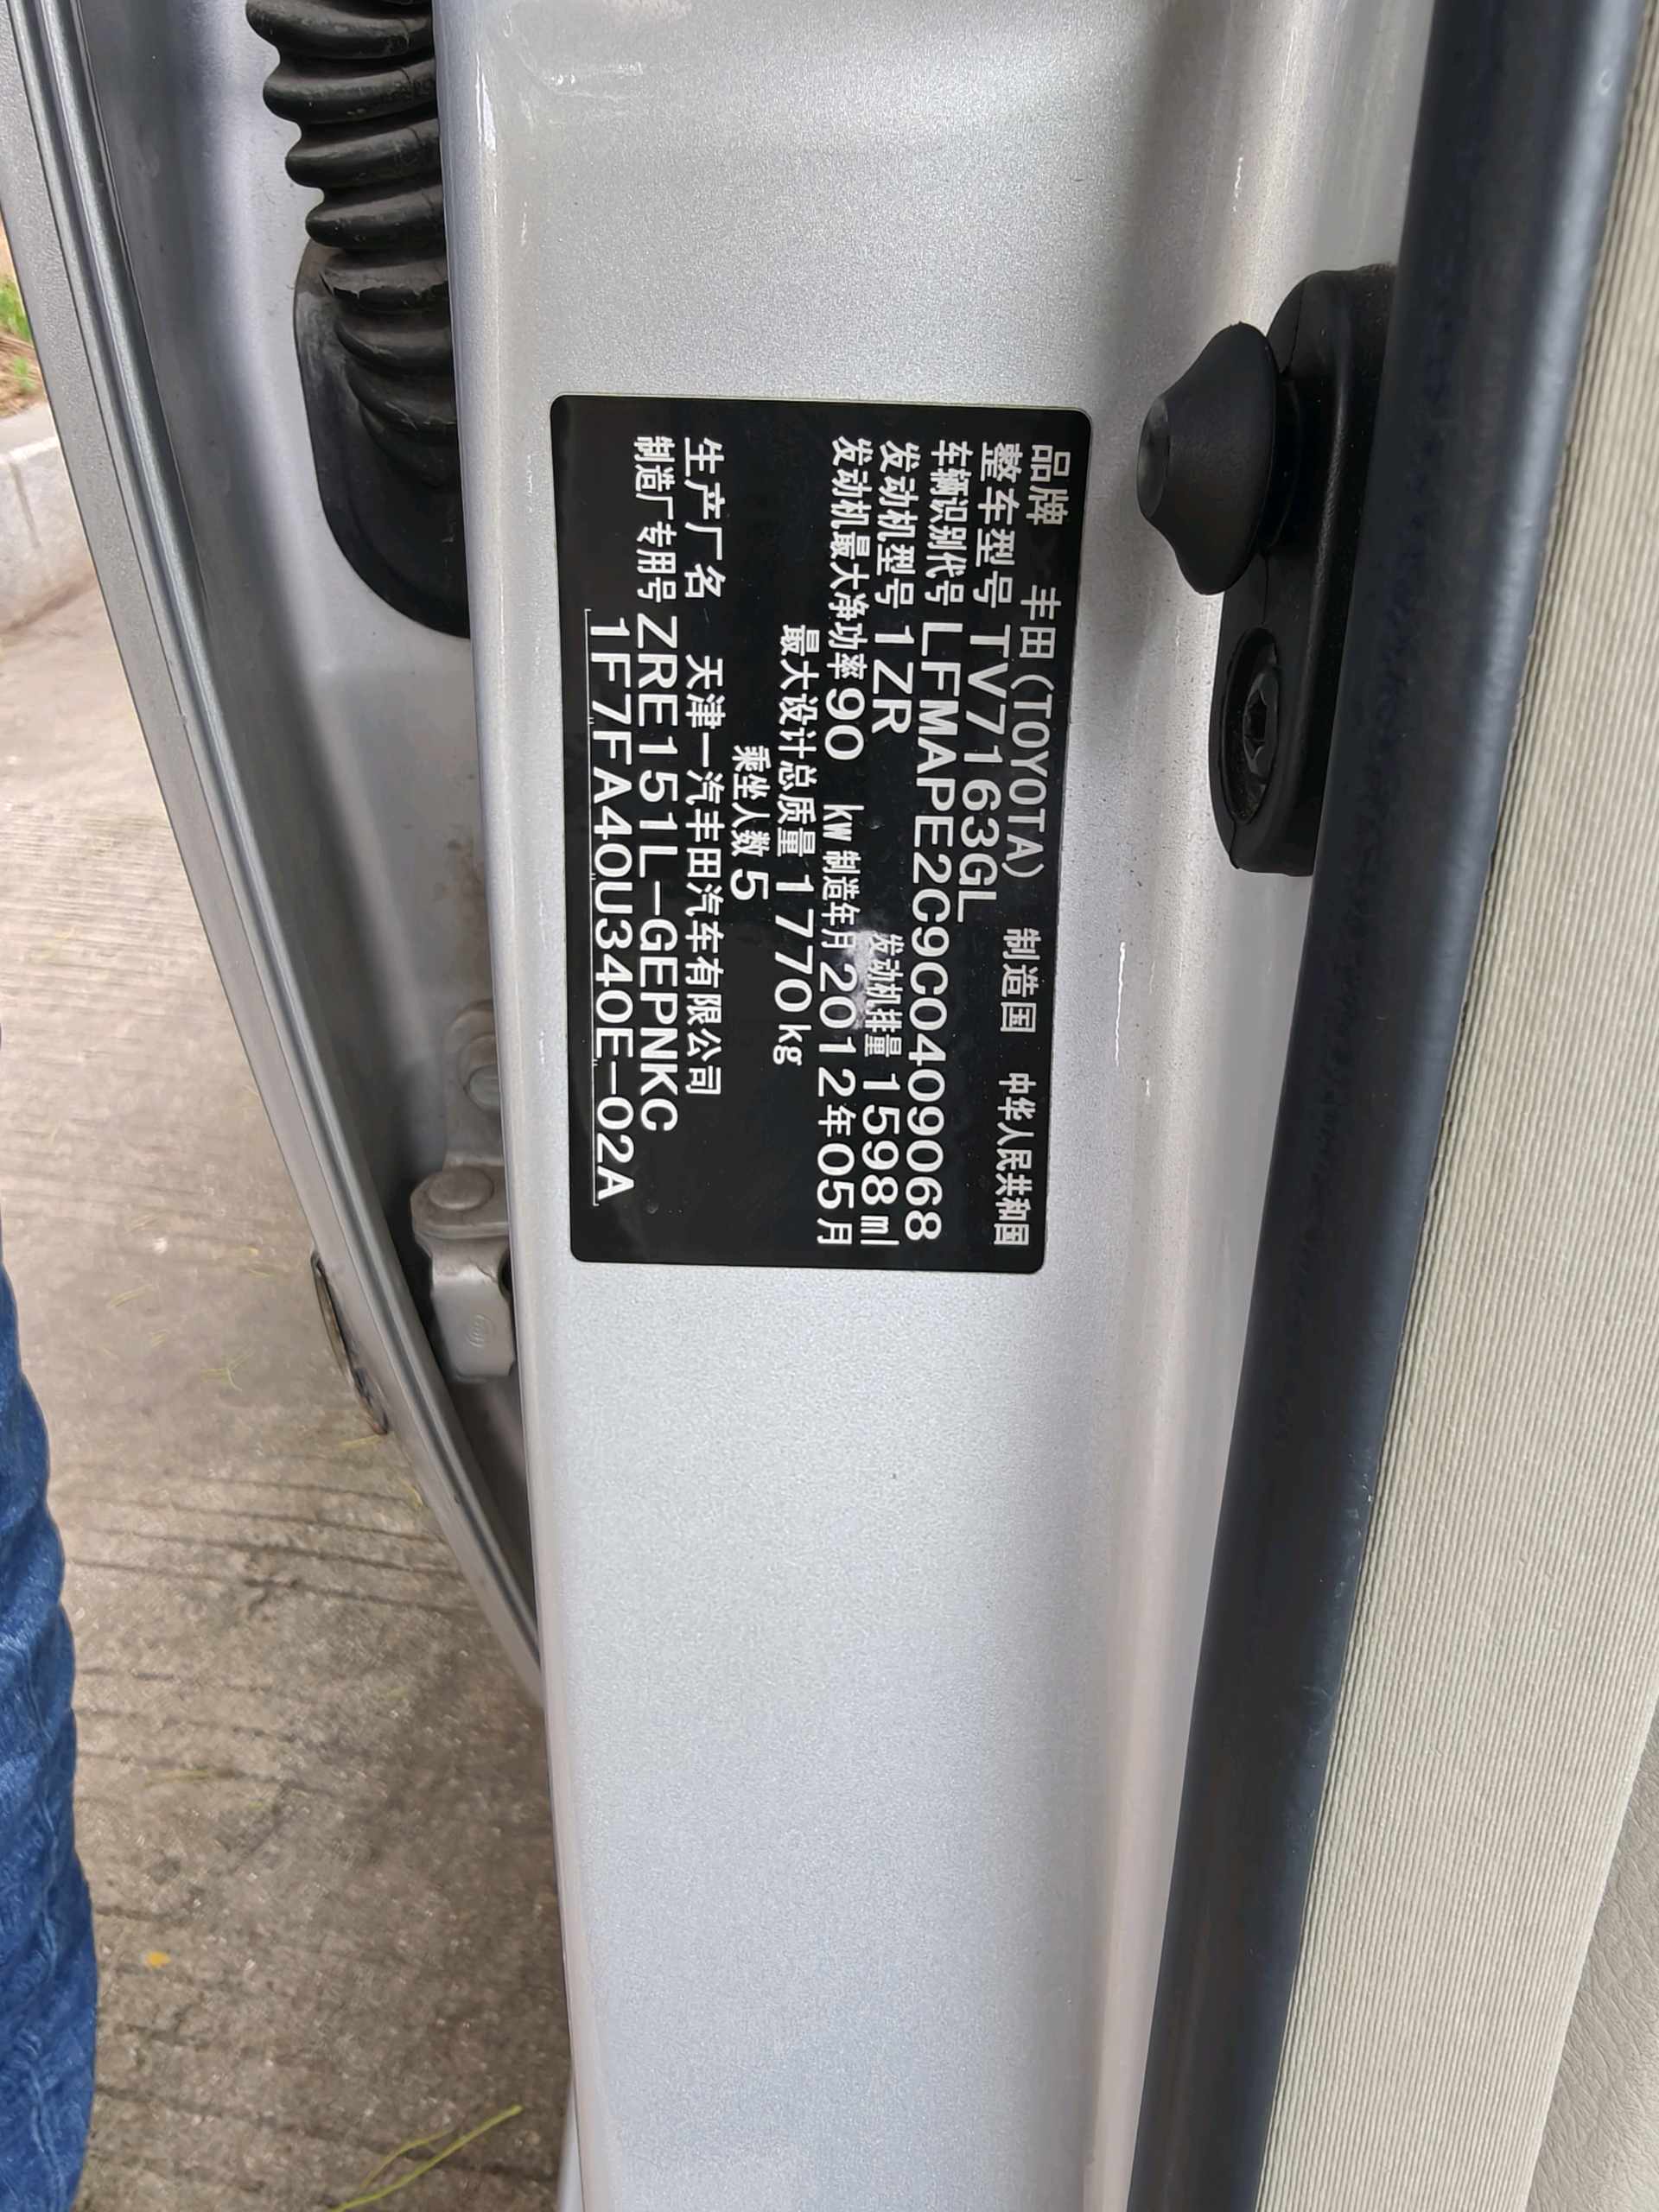 品牌 丰田(TOYOTA) 制造国 中华人民共和国
整车型号 TV7163GL
车辆识别代号 LFMAPE2C9C0409068
发动机型号 1ZR 发动机排量 1598ml
发动机最大净功率 90 kW 制造年月 2012年05月
最大设计总质量 1770kg
乘坐人数 5
生产厂名 天津一汽丰田汽车有限公司
制造厂专用号 ZRE151L-GEPNKC
1F7FA40U340E-02A